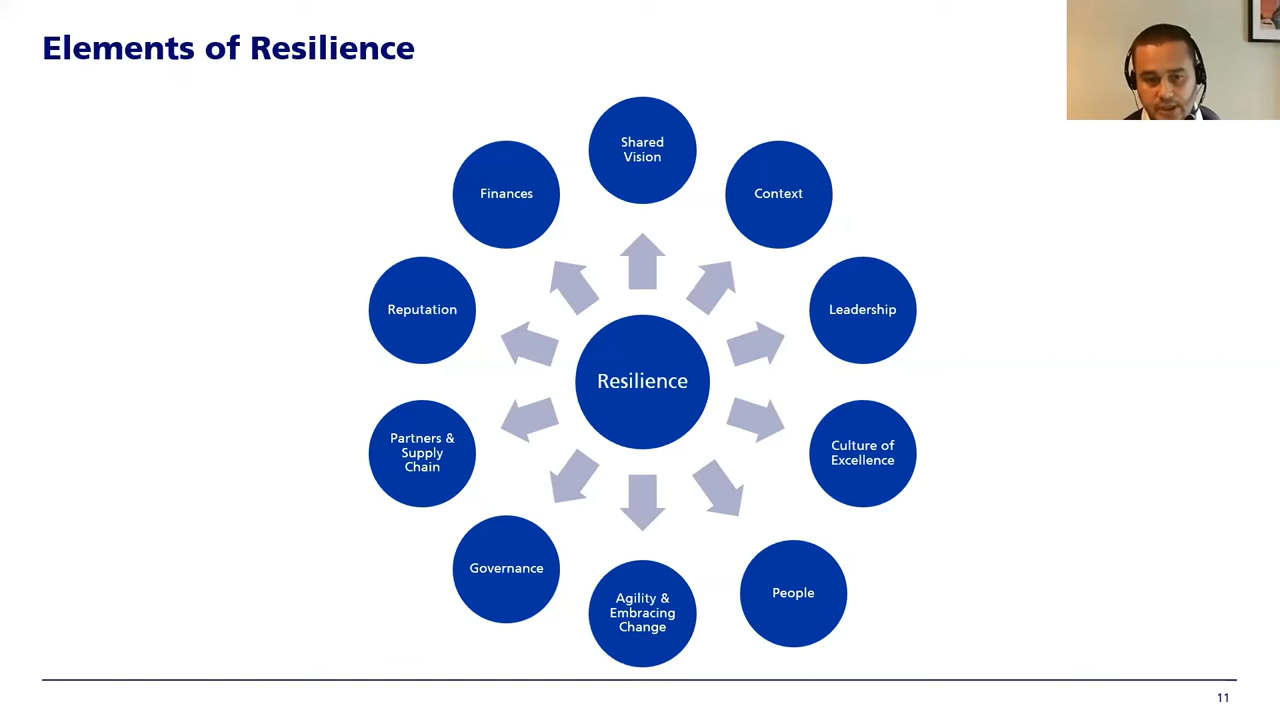 Elements of Resilience
Shared
Vision
Context
Leadership
Culture of
Excellence
People
Agility &
Embracing
Change
Governance
Partners &
Supply
Chain
Reputation
Finances
Resilience
11